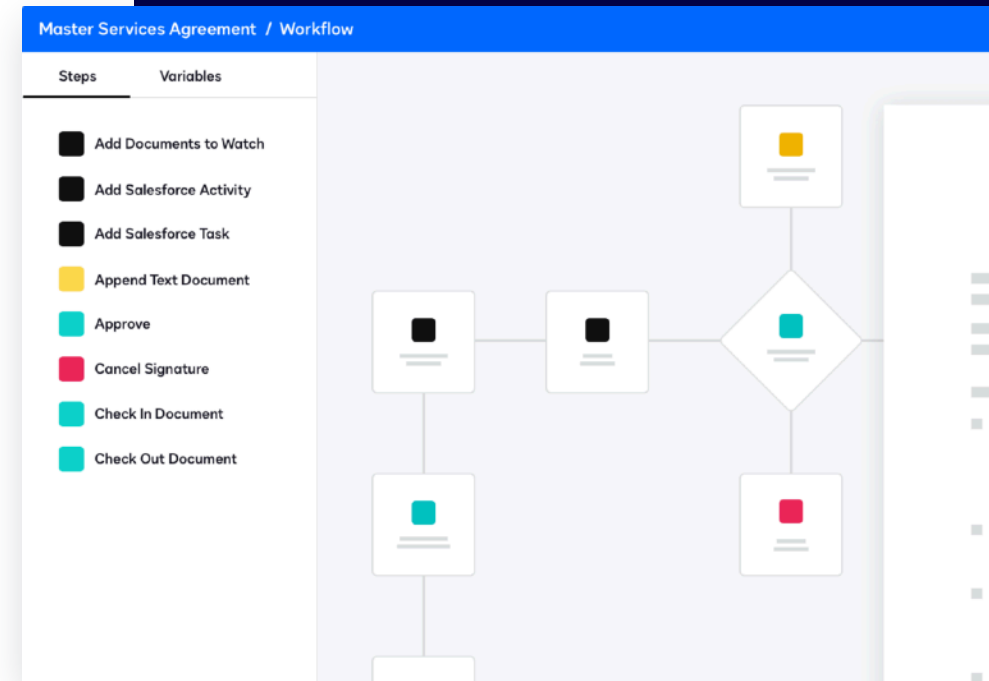 Master Services Agreement / Workflow
Steps Variables
Add Documents to Watch
Add Salesforce Activity
Add Salesforce Task
Append Text Document
Approve
Cancel Signature
Check In Document
Check Out Document